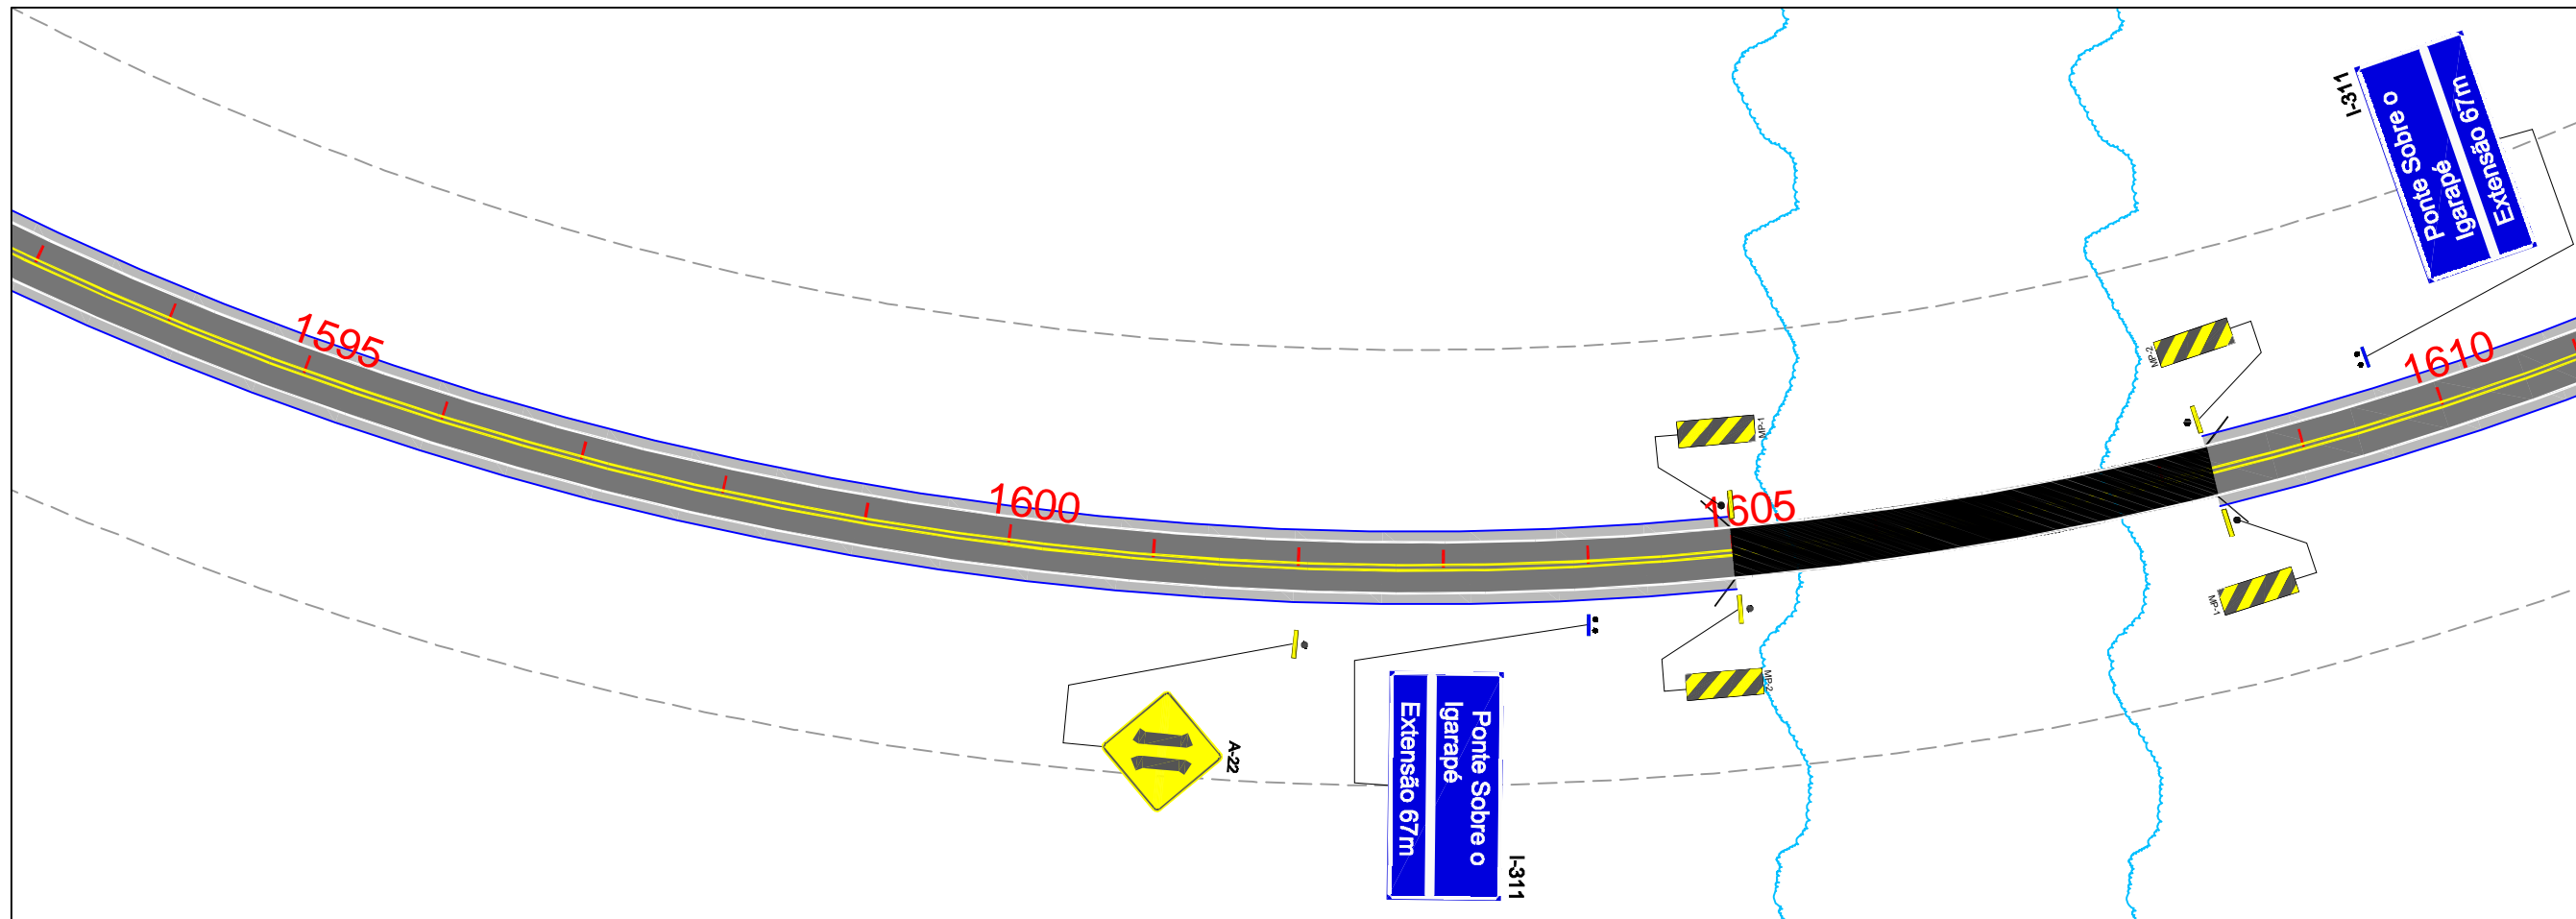 1595
1600
1605
1610
I-311
Ponte Sobre o
Igarapé
Extensão 67m
MP-2
MP-1
MP-1
MP-2
A-22
Ponte Sobre o
Igarapé
Extensão 67m
I-311